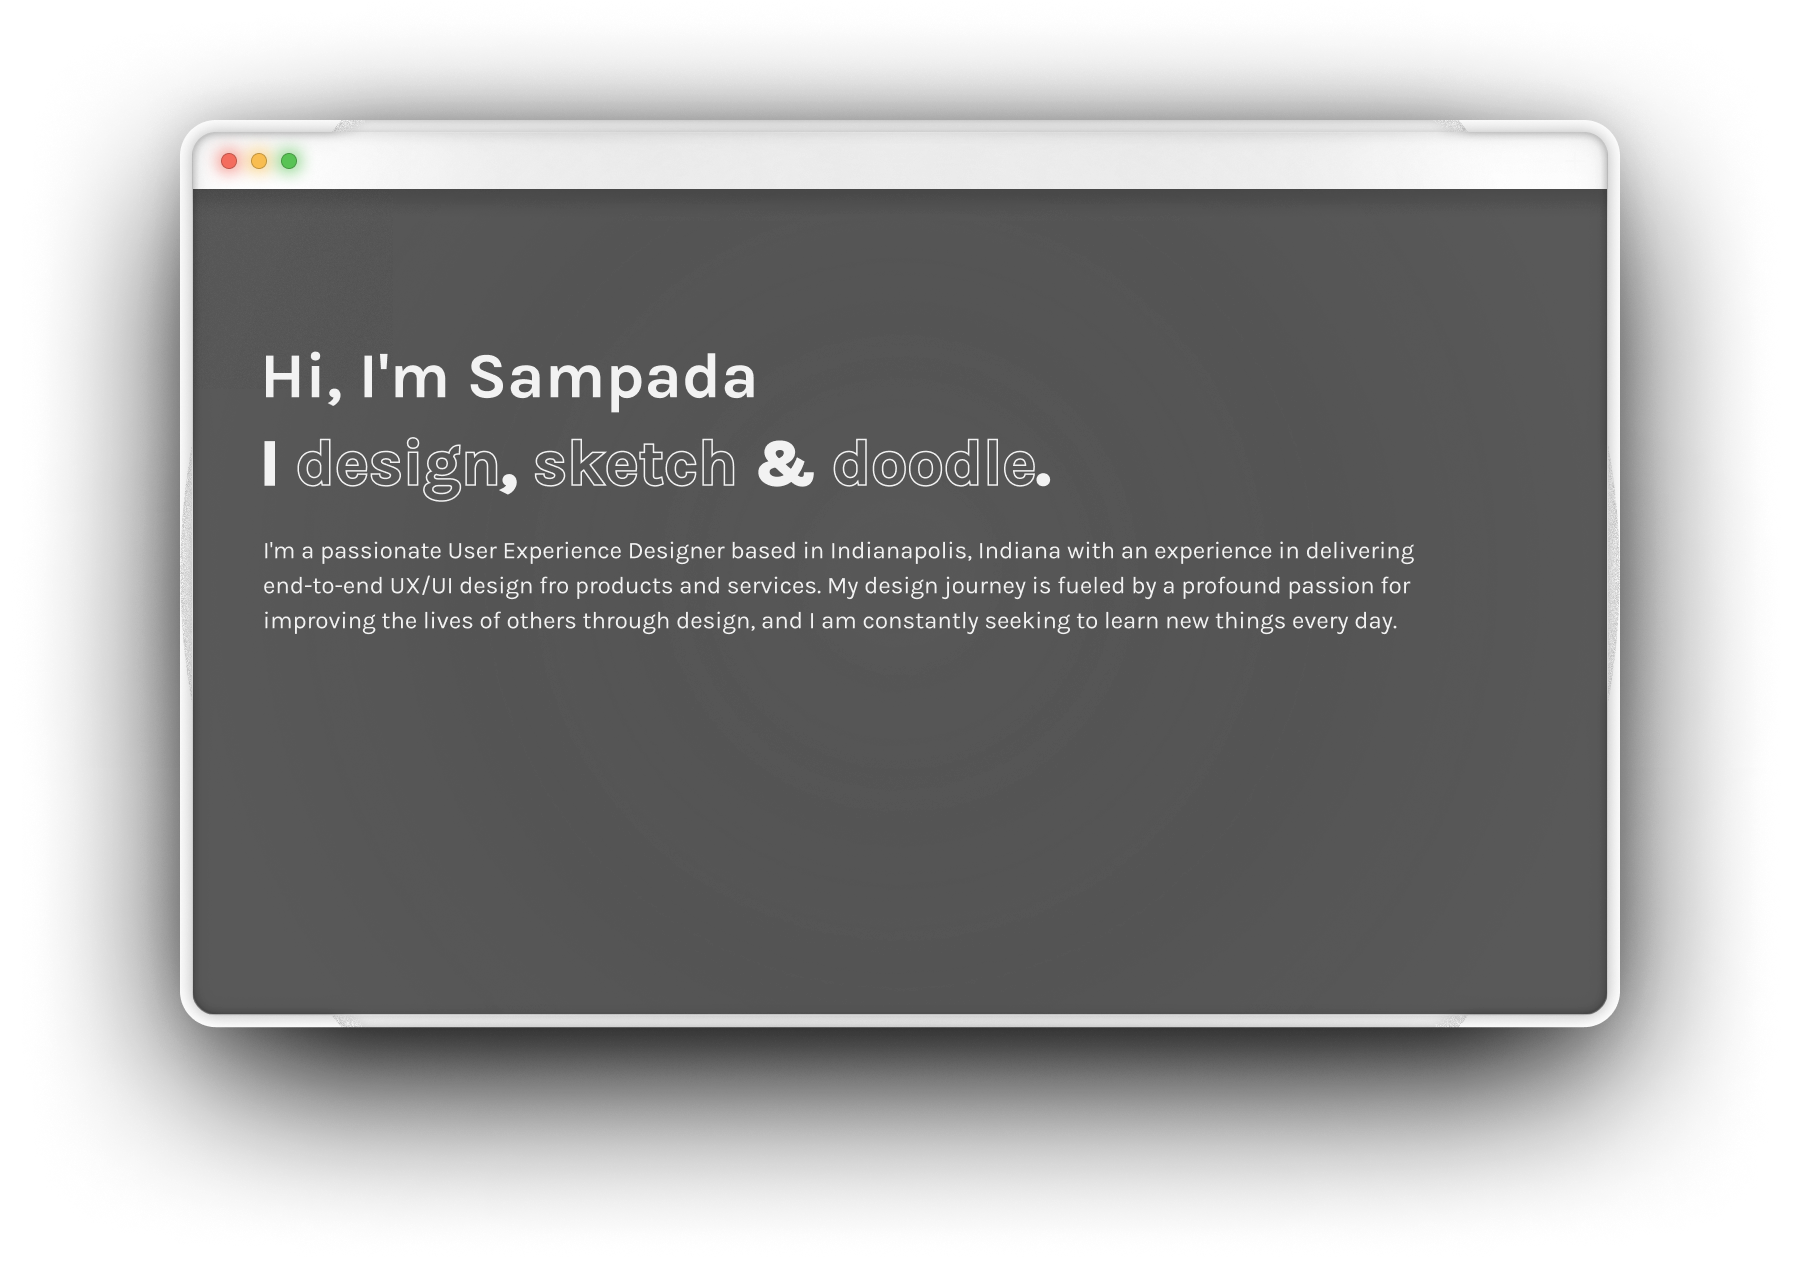 Hi, I'm Sampada
I design, sketch & doodle.
I'm a passionate User Experience Designer based in Indianapolis, Indiana with an experience in delivering
end-to-end UX/UI design fro products and services. My design journey is fueled by a profound passion for
improving the lives of others through design, and I am constantly seeking to learn new things every day.